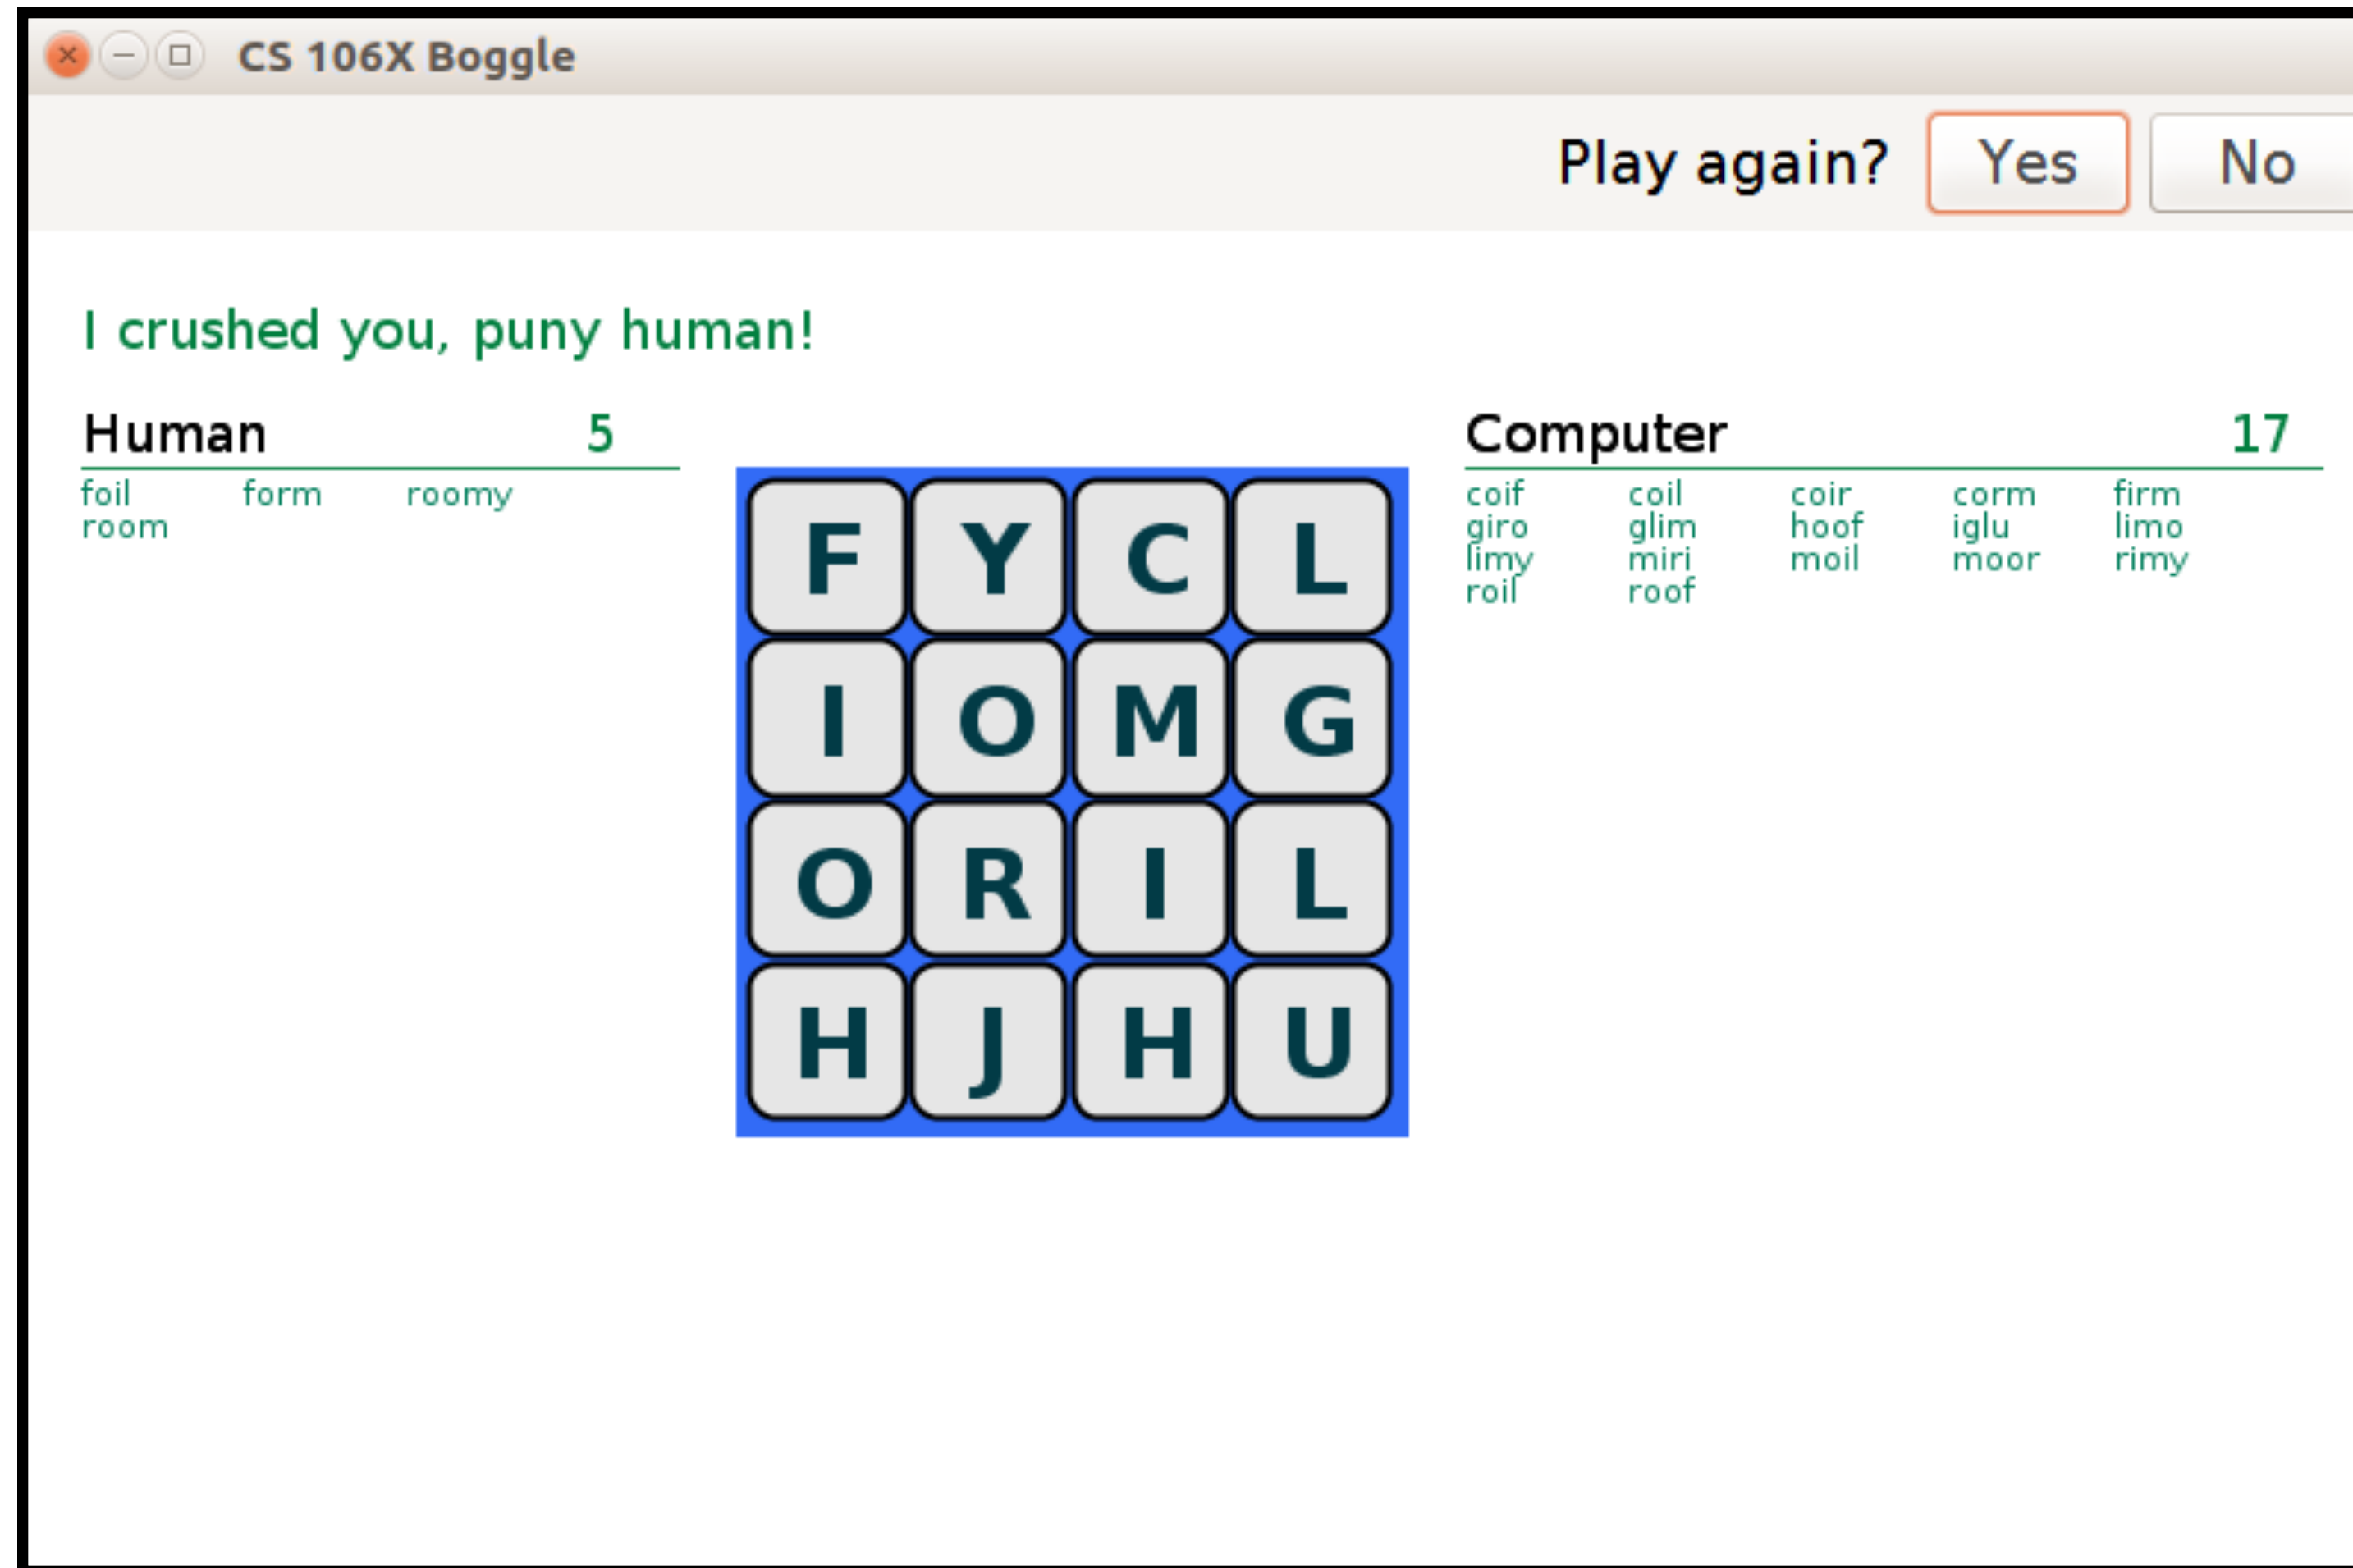 CS 106X Boggle
Play again? Yes No
I crushed you, puny human!
Human 5
foil form roomy
room
F Y C L
I O M G
O R I L
H J H U
Computer 17
coif coil coir corm firm
giro glim hoof iglu limo
limy miri moil moor rimy
roil roof